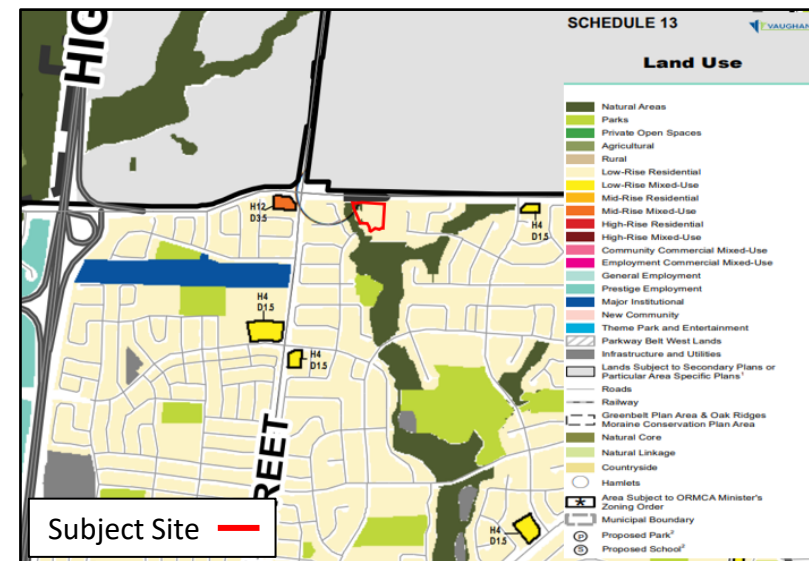 SCHEDULE 13
VAUGHAN
Land Use
Natural Areas
Parks
Private Open Spaces
Agricultural
Rural
Low-Rise Residential
Low-Rise Mixed-Use
Mid-Rise Residential
Mid-Rise Mixed-Use
High-Rise Residential
High-Rise Mixed-Use
Community Commercial Mixed-Use
Employment Commercial Mixed-Use
General Employment
Prestige Employment
Major Institutional
New Community
Theme Park and Entertainment
Parkway Belt West Lands
Infrastructure and Utilities
Lands Subject to Secondary Plans or
Particular Area Specific Plans¹
Roads
Railway
Greenbelt Plan Area & Oak Ridges
Moraine Conservation Plan Area
Natural Core
Natural Linkage
Countryside
Hamlets
Area Subject to ORMCA Minister's
Zoning Order
Municipal Boundary
P Proposed Park²
S Proposed School²
HIG
H12
D3.5
H4
D1.5
H4
D1.5
H4
D1.5
REET
H4
D1.5
Subject Site